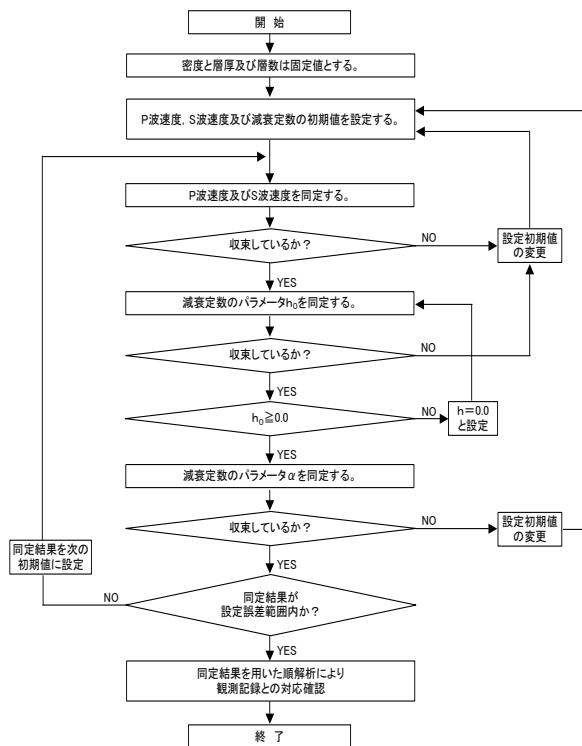 開 始
密度と層厚及び層数は固定値とする。
P波速度, S波速度及び減衰定数の初期値を設定する。
P波速度及びS波速度を同定する。
収束しているか？
NO
設定初期値
の変更
YES
減衰定数のパラメータh₀を同定する。
収束しているか？
NO
YES
h₀≧0.0
NO
h＝0.0
と設定
YES
減衰定数のパラメータαを同定する。
収束しているか？
NO
設定初期値
の変更
同定結果を次の
初期値に設定
YES
NO
同定結果が
設定誤差範囲内か？
YES
同定結果を用いた順解析により
観測記録との対応確認
終 了